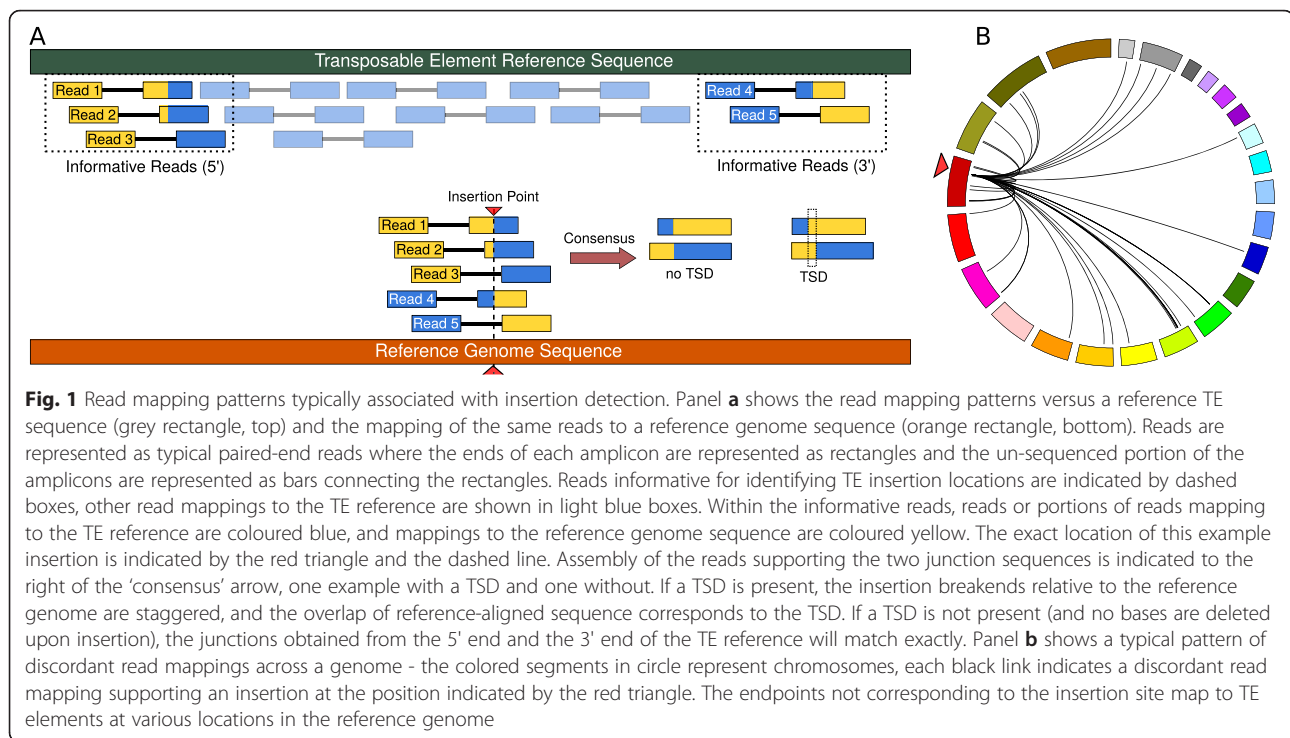 A
B
Transposable Element Reference Sequence
Read 1
Read 2
Read 3
Read 4
Read 5
Informative Reads (5')
Informative Reads (3')
Insertion Point
Read 1
Read 2
Read 3
Read 4
Read 5
Consensus
no TSD
TSD
Reference Genome Sequence
Fig. 1 Read mapping patterns typically associated with insertion detection. Panel a shows the read mapping patterns versus a reference TE
sequence (grey rectangle, top) and the mapping of the same reads to a reference genome sequence (orange rectangle, bottom). Reads are
represented as typical paired-end reads where the ends of each amplicon are represented as rectangles and the un-sequenced portion of the
amplicons are represented as bars connecting the rectangles. Reads informative for identifying TE insertion locations are indicated by dashed
boxes, other read mappings to the TE reference are shown in light blue boxes. Within the informative reads, reads or portions of reads mapping
to the TE reference are coloured blue, and mappings to the reference genome sequence are coloured yellow. The exact location of this example
insertion is indicated by the red triangle and the dashed line. Assembly of the reads supporting the two junction sequences is indicated to the
right of the ‘consensus’ arrow, one example with a TSD and one without. If a TSD is present, the insertion breakends relative to the reference
genome are staggered, and the overlap of reference-aligned sequence corresponds to the TSD. If a TSD is not present (and no bases are deleted
upon insertion), the junctions obtained from the 5' end and the 3' end of the TE reference will match exactly. Panel b shows a typical pattern of
discordant read mappings across a genome - the colored segments in circle represent chromosomes, each black link indicates a discordant read
mapping supporting an insertion at the position indicated by the red triangle. The endpoints not corresponding to the insertion site map to TE
elements at various locations in the reference genome